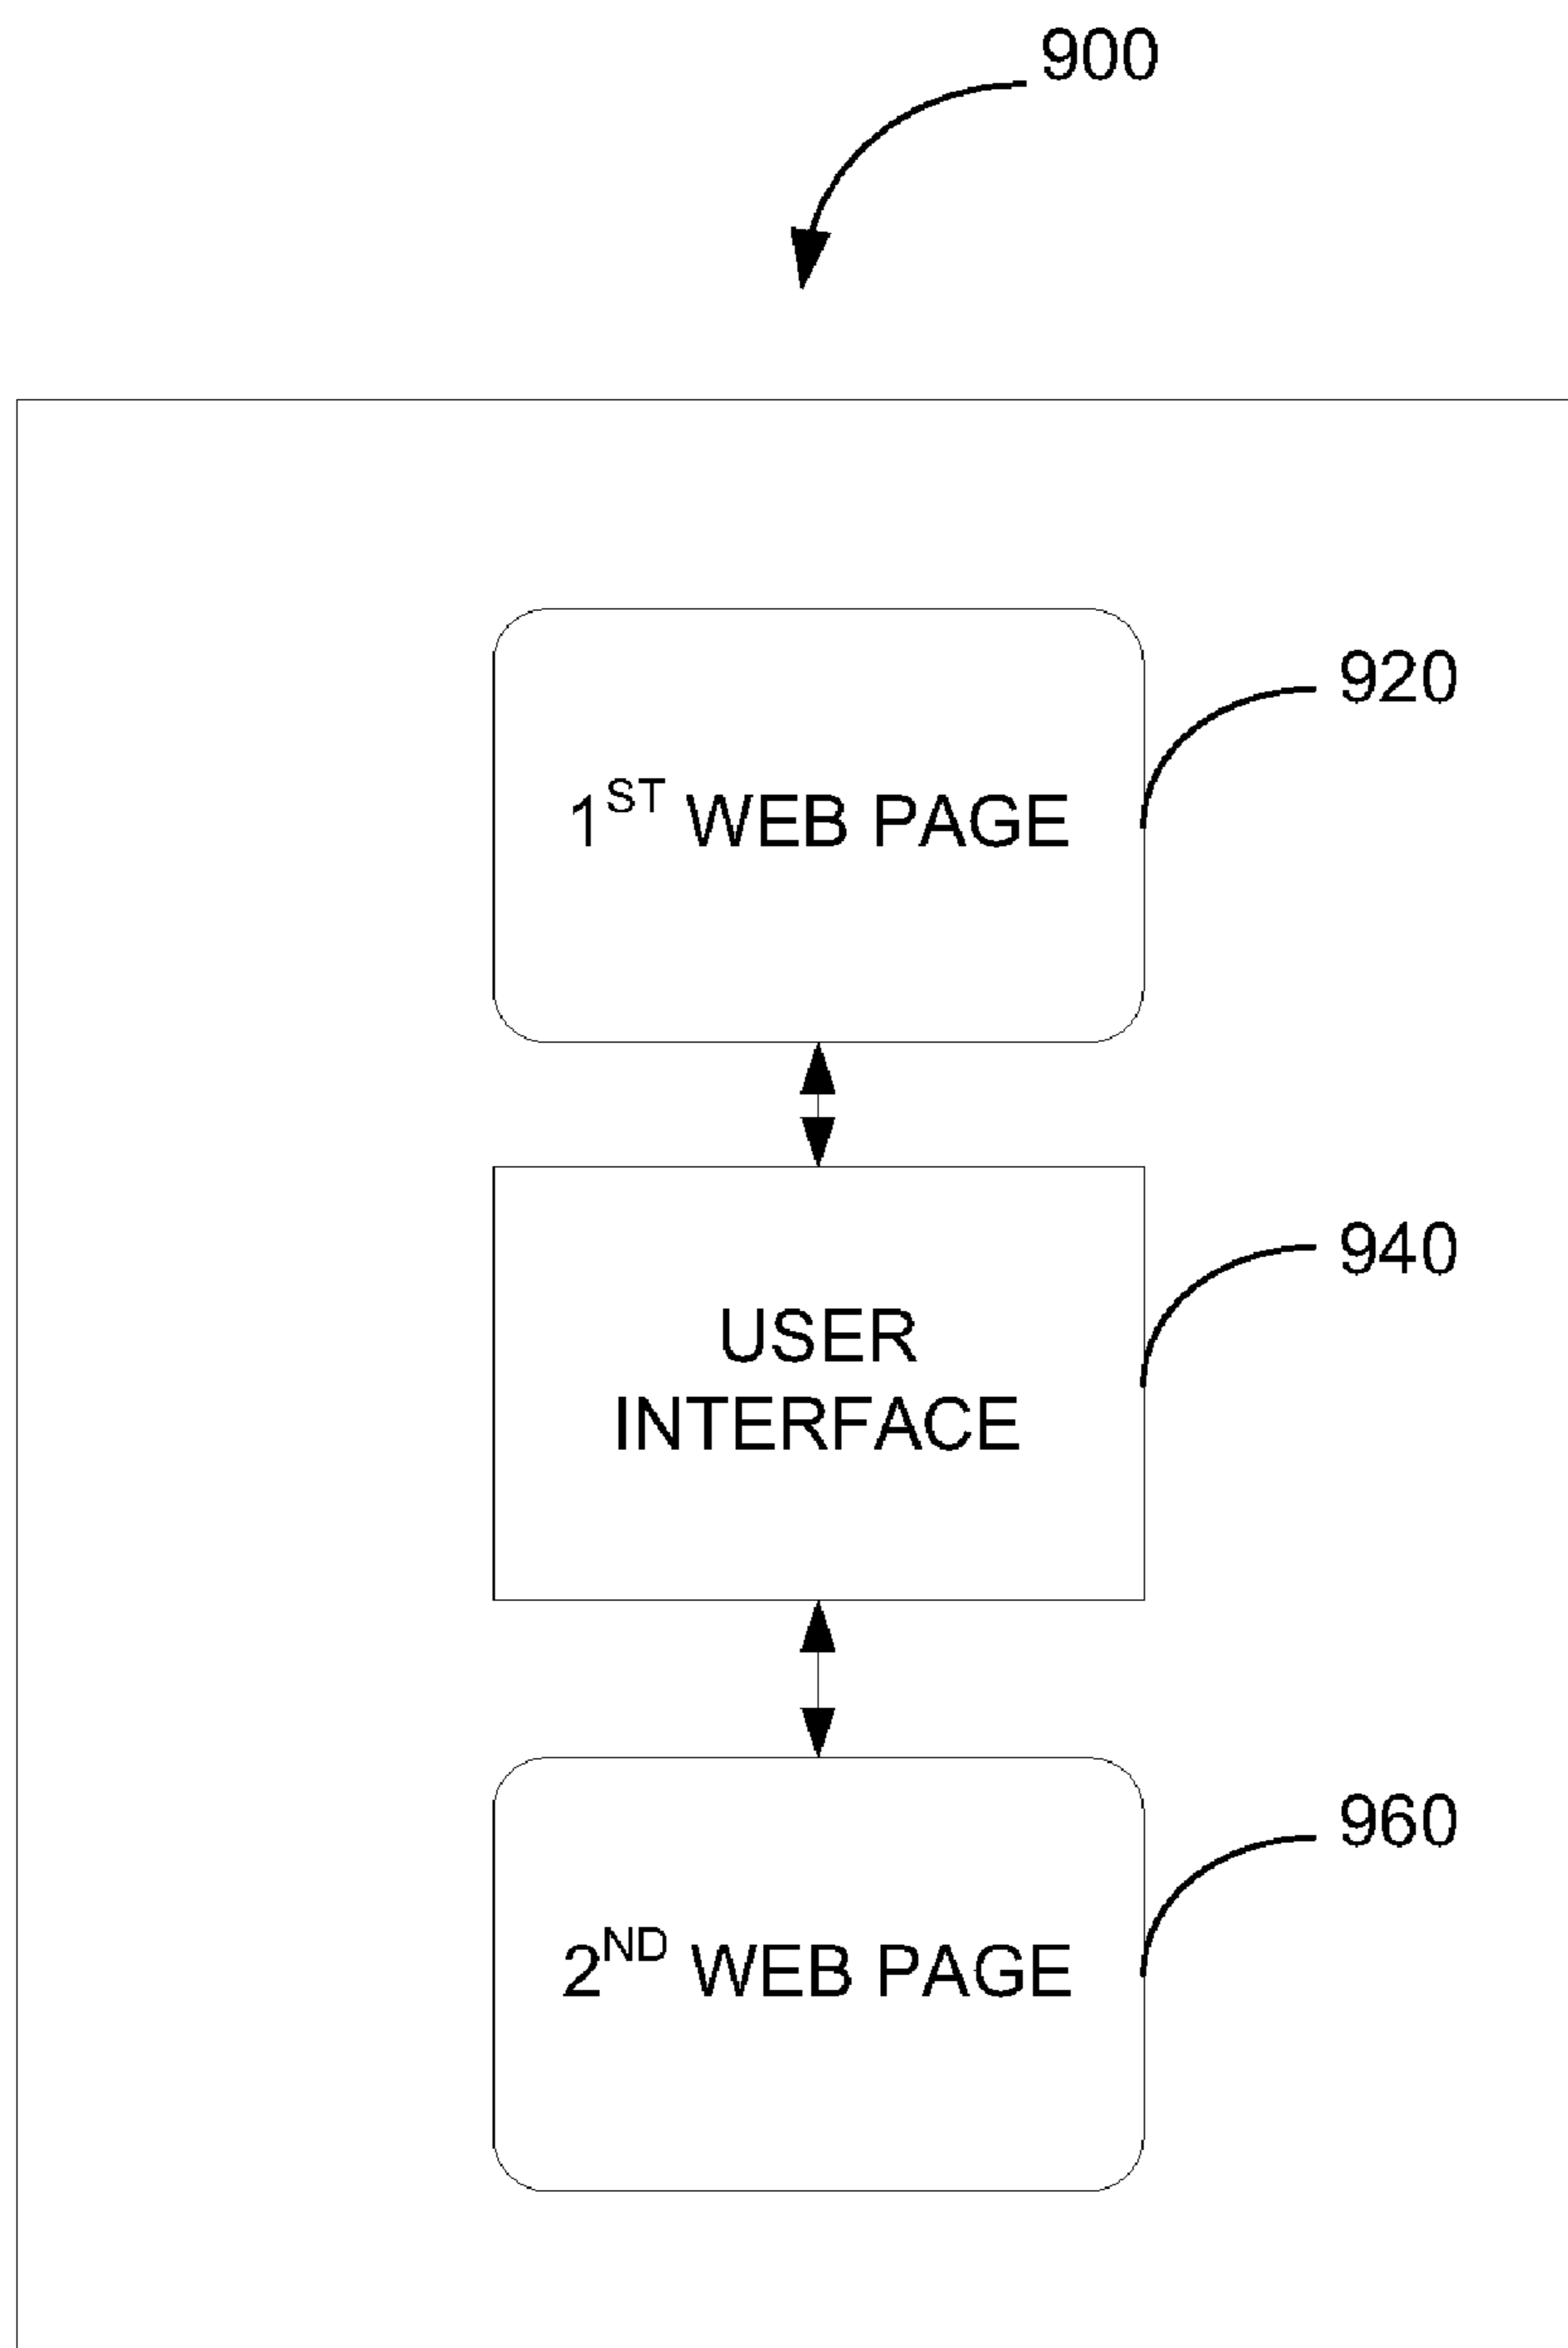 900
920
1ST WEB PAGE
940
USER
INTERFACE
960
2ND WEB PAGE